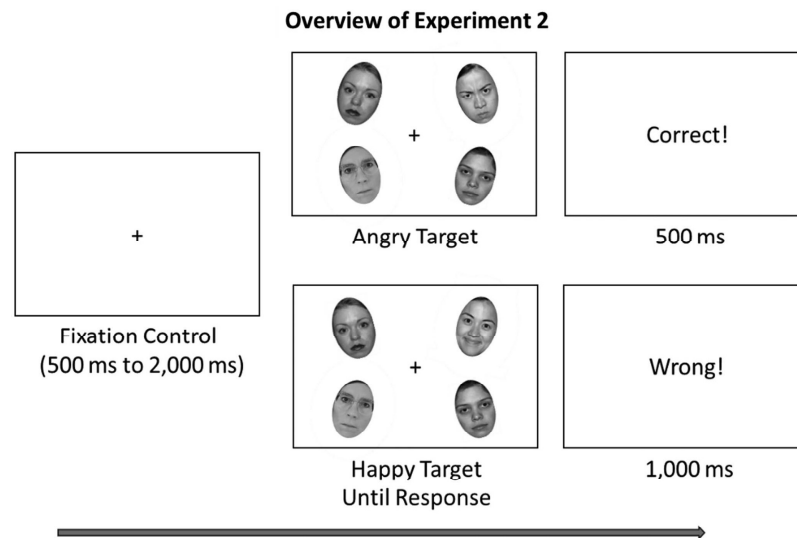 Overview of Experiment 2
+
Fixation Control
(500 ms to 2,000 ms)
+
Angry Target
Correct!
500 ms
+
Happy Target
Until Response
Wrong!
1,000 ms